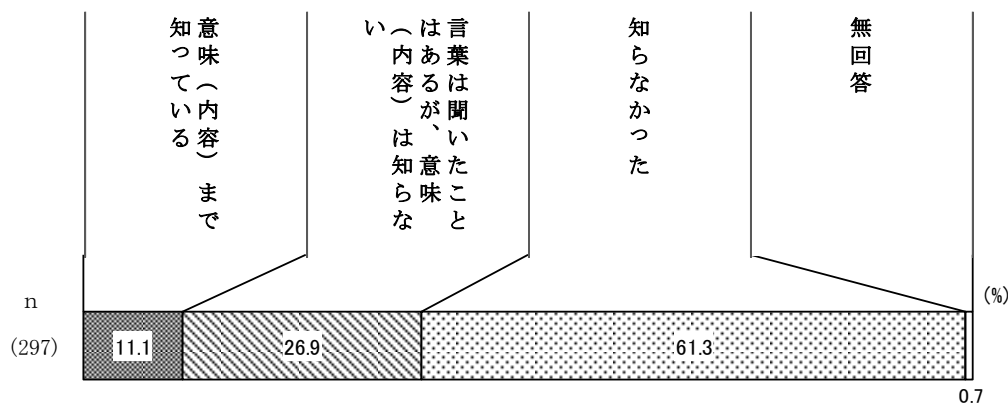 意味（内容）まで
知っている
言葉は聞いたこと
はあるが、意味
（内容）は知らな
い
知らなかった
無回答
(%)
n
(297)
11.1
26.9
61.3
0.7